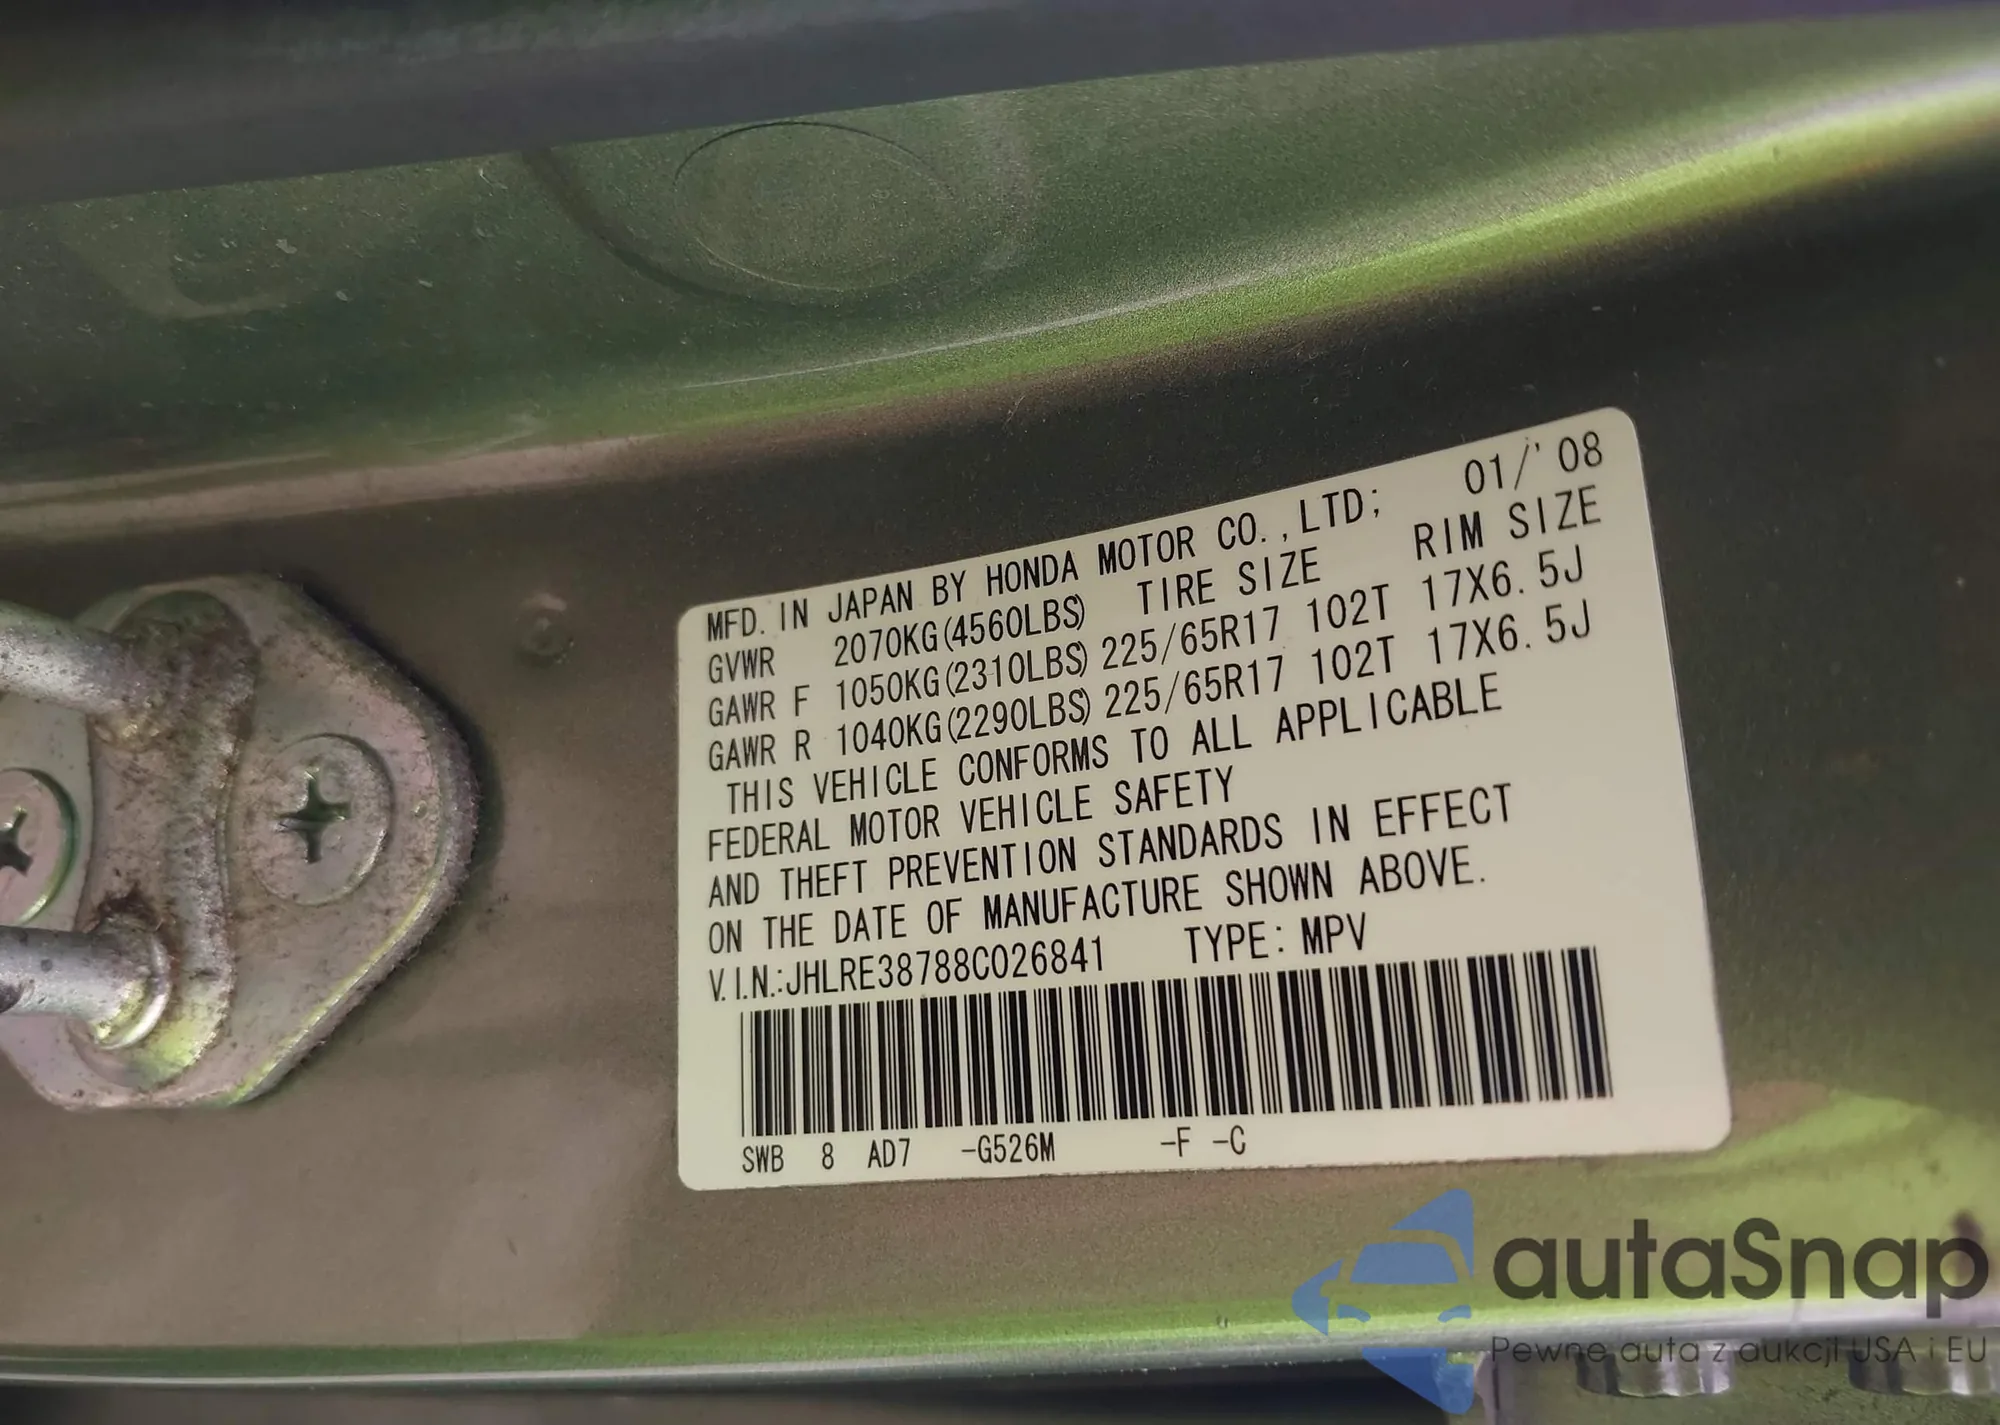 MFD. IN JAPAN BY HONDA MOTOR CO.,LTD; 01/'08
GVWR 2070KG(4560LBS) TIRE SIZE RIM SIZE
GAWR F 1050KG(2310LBS) 225/65R17 102T 17X6.5J
GAWR R 1040KG(2290LBS) 225/65R17 102T 17X6.5J
THIS VEHICLE CONFORMS TO ALL APPLICABLE
FEDERAL MOTOR VEHICLE SAFETY
AND THEFT PREVENTION STANDARDS IN EFFECT
ON THE DATE OF MANUFACTURE SHOWN ABOVE.
V.I.N.:JHLRE38788C026841 TYPE: MPV
SWB 8 AD7 -G526M -F -C
autaSnap
Pewne auta z aukcji USA i EU